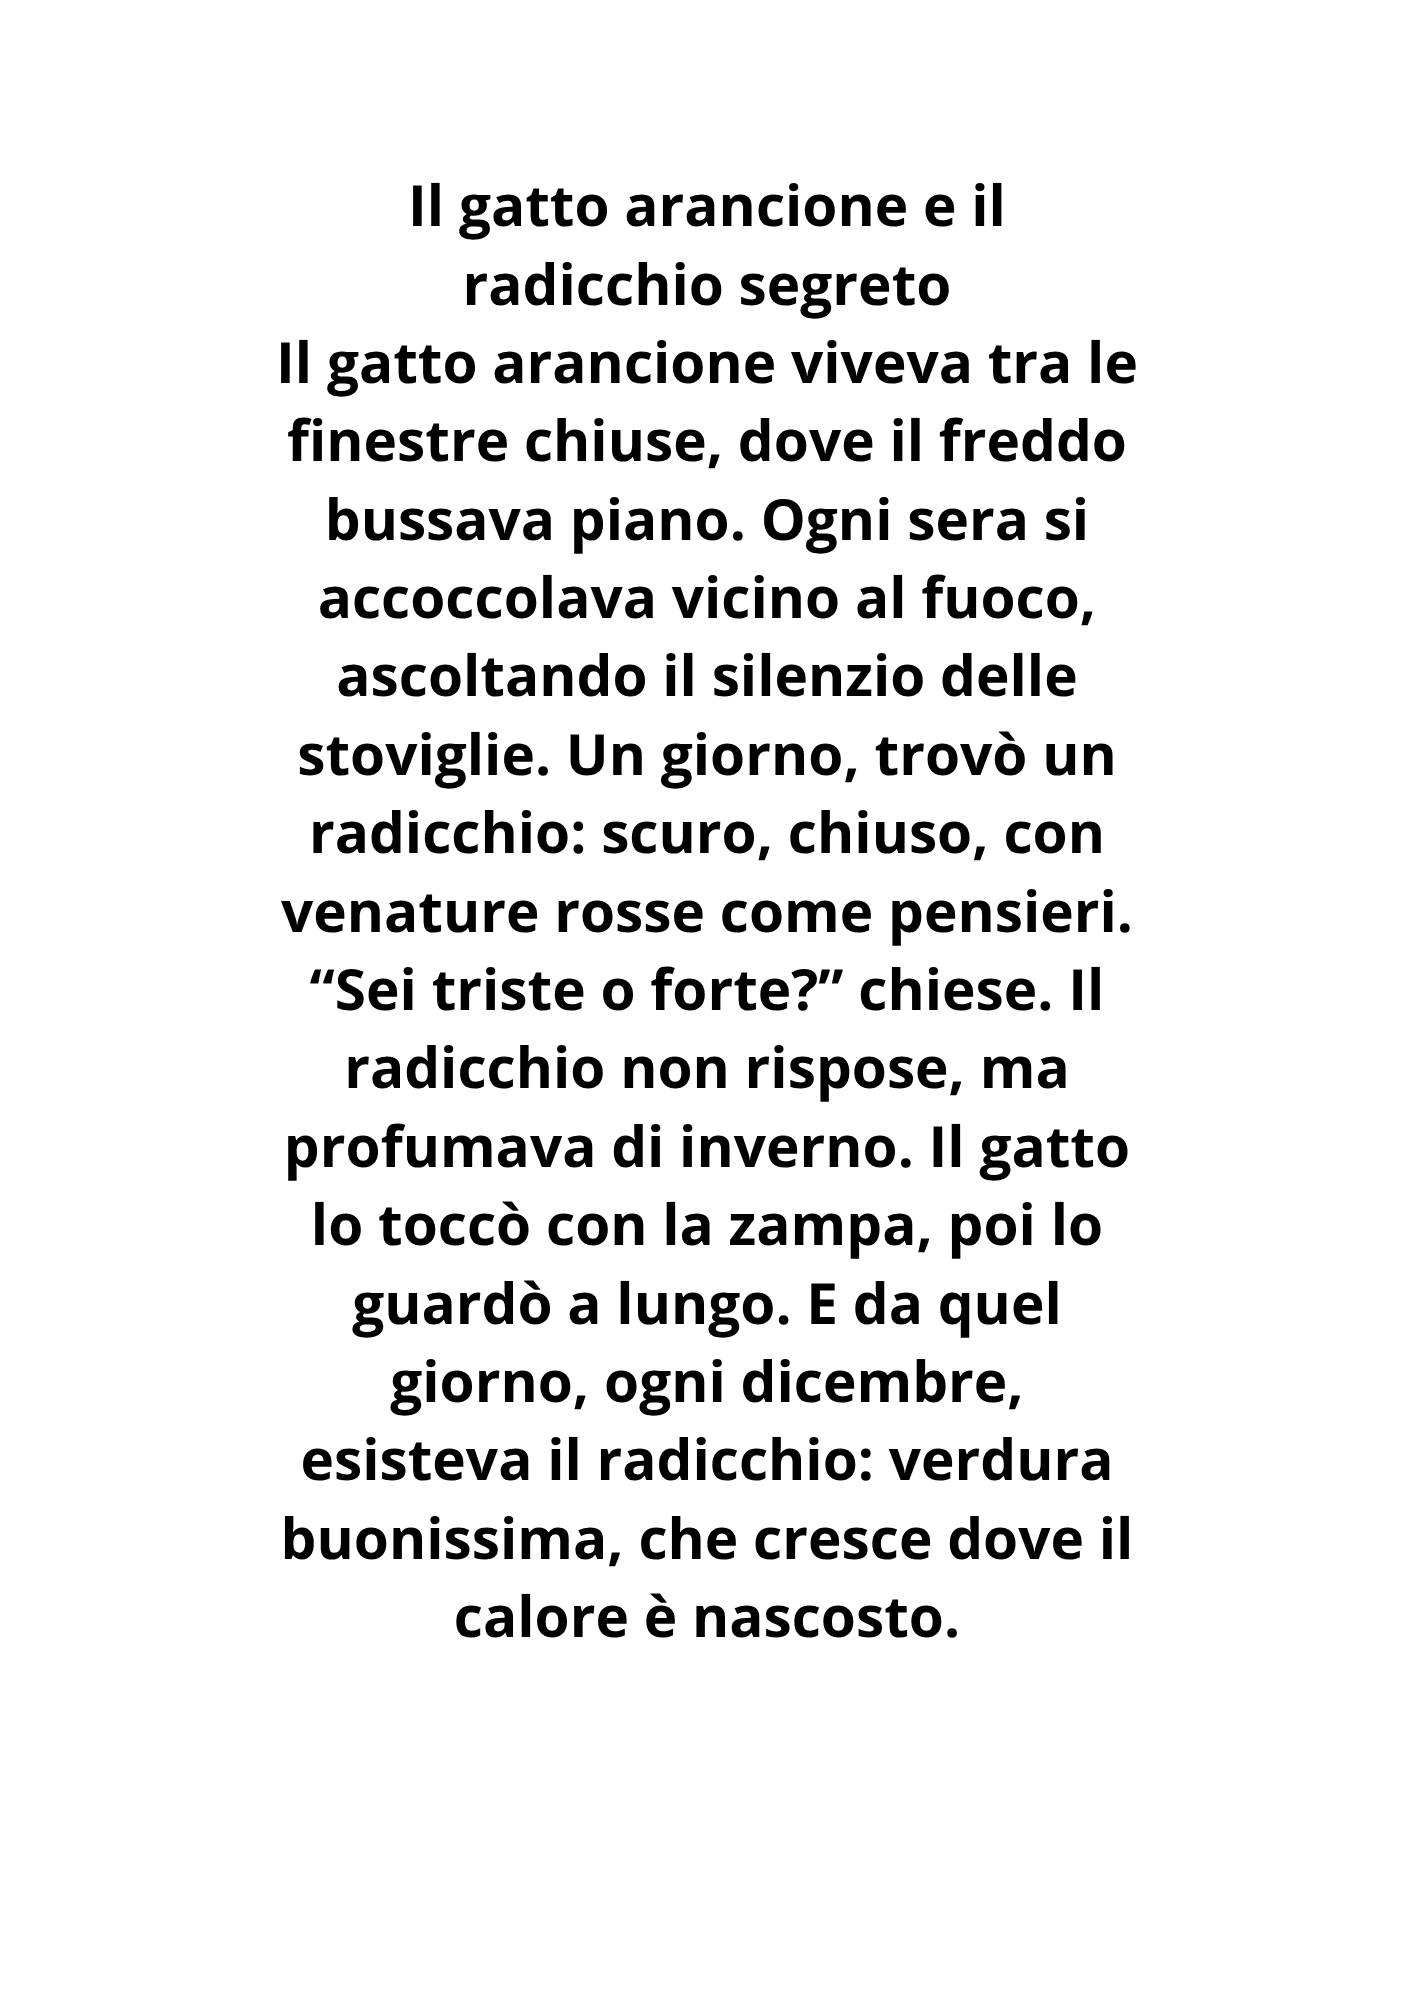 Il gatto arancione e il
radicchio segreto
Il gatto arancione viveva tra le
finestre chiuse, dove il freddo
bussava piano. Ogni sera si
accoccolava vicino al fuoco,
ascoltando il silenzio delle
stoviglie. Un giorno, trovò un
radicchio: scuro, chiuso, con
venature rosse come pensieri.
“Sei triste o forte?” chiese. Il
radicchio non rispose, ma
profumava di inverno. Il gatto
lo toccò con la zampa, poi lo
guardò a lungo. E da quel
giorno, ogni dicembre,
esisteva il radicchio: verdura
buonissima, che cresce dove il
calore è nascosto.